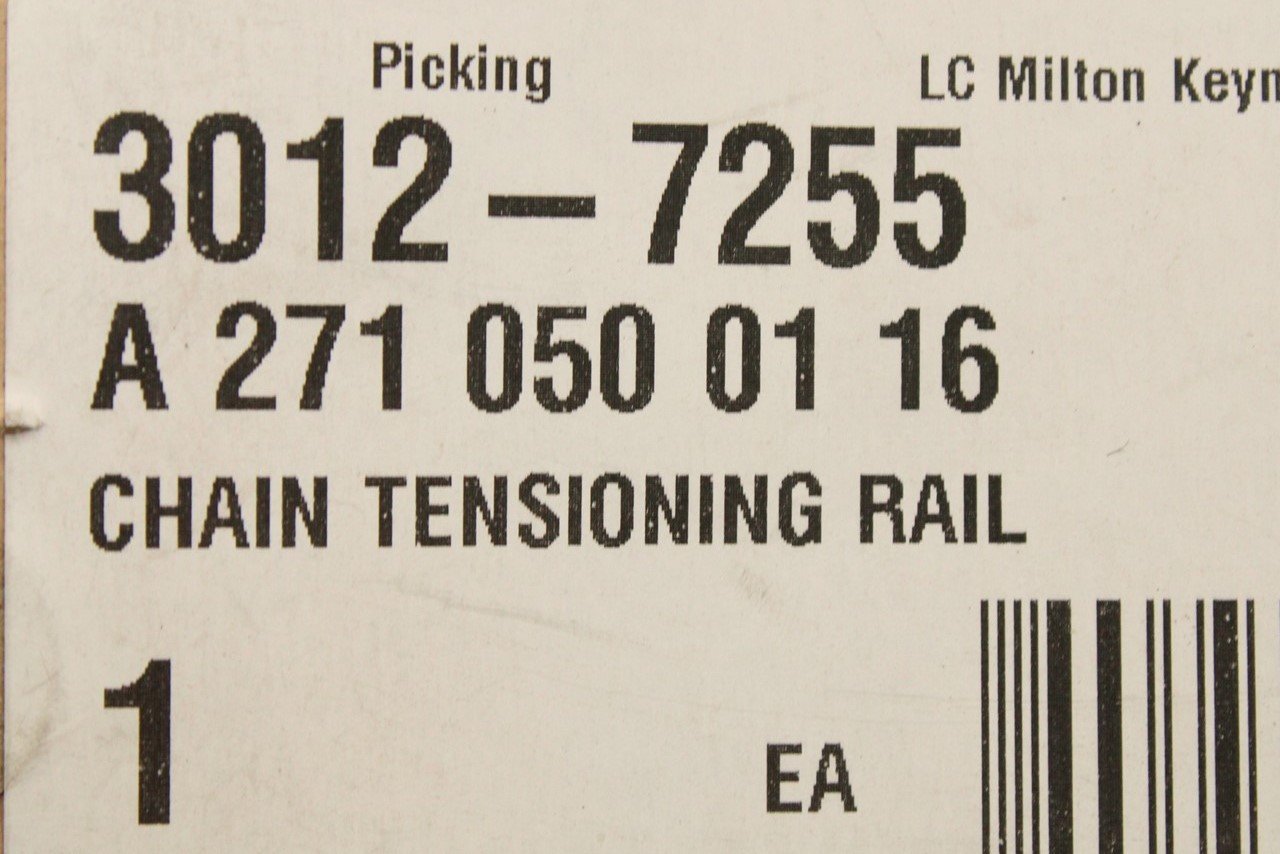 Picking LC Milton
3012-7255
A 271 050 01 16
CHAIN TENSIONING RAIL
1 EA